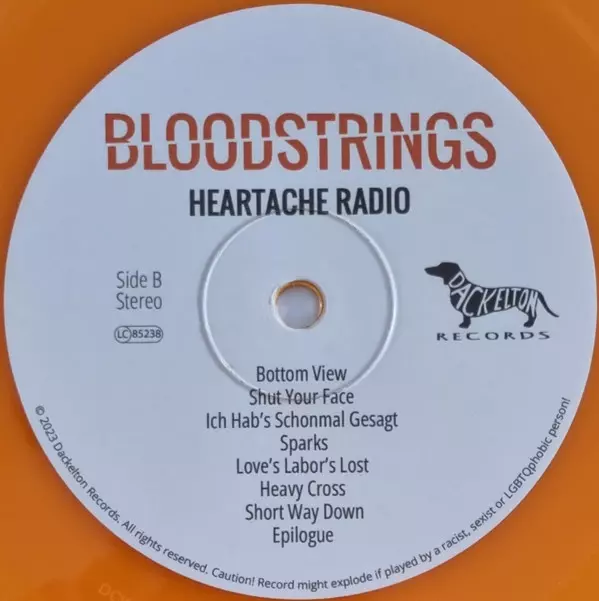 BLOODSTRINGS
HEARTACHE RADIO
Side B
Stereo
LC 85238
DACKELTON
RECORDS
Bottom View
Shut Your Face
Ich Hab's Schonmal Gesagt
Sparks
Love's Labor's Lost
Heavy Cross
Short Way Down
Epilogue
© 2023 Dackelton Records. All rights reserved. Caution! Record might explode if played by a racist, sexist or LGBTQphobic person!